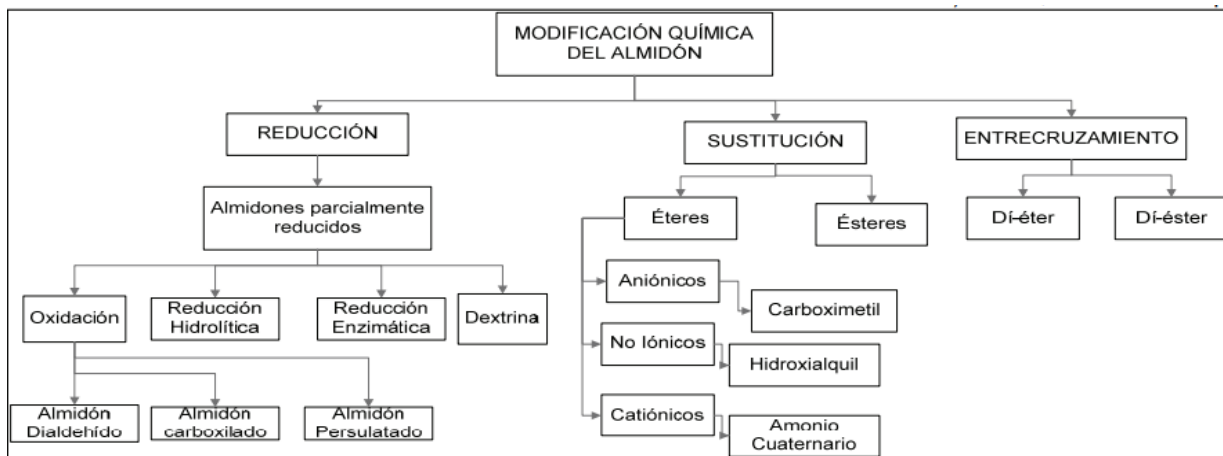 MODIFICACIÓN QUÍMICA
DEL ALMIDÓN
REDUCCIÓN
SUSTITUCIÓN
ENTRECRUZAMIENTO
Almidones parcialmente
reducidos
Éteres
Ésteres
Dí-éter
Dí-éster
Oxidación
Reducción
Hidrolítica
Reducción
Enzimática
Dextrina
Aniónicos
Carboximetil
No Iónicos
Hidroxialquil
Almidón
Dialdehído
Almidón
carboxilado
Almidón
Persulatado
Catiónicos
Amonio
Cuaternario